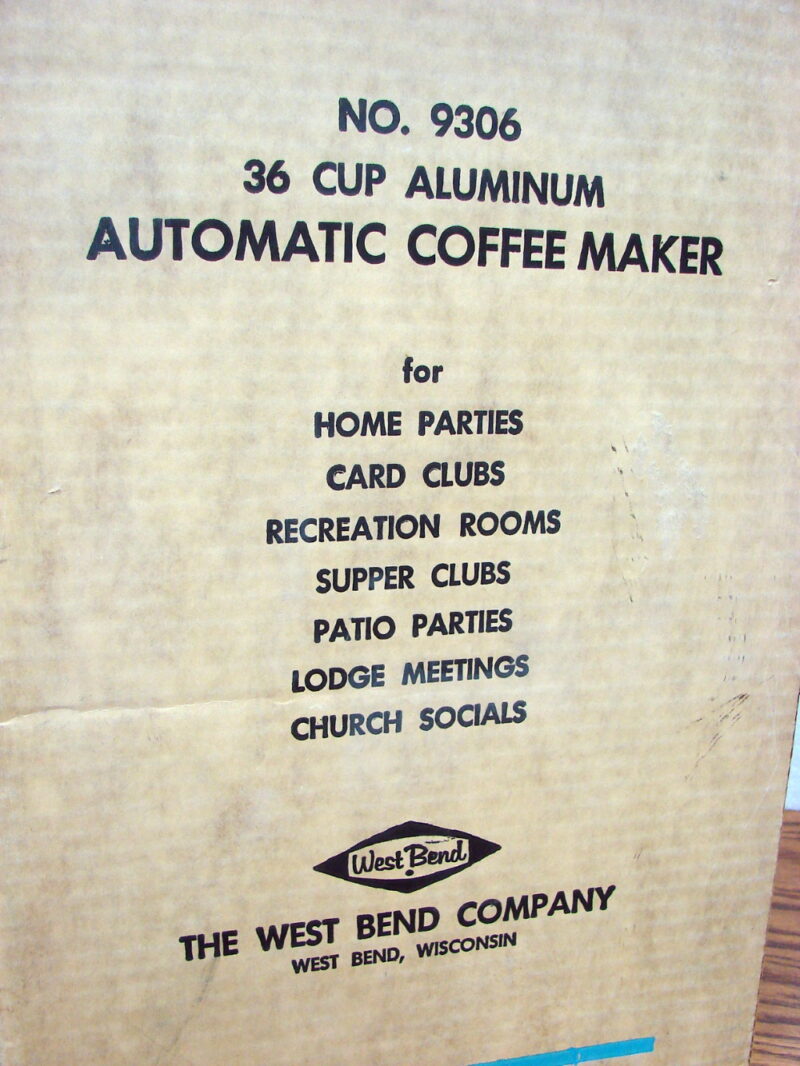 NO. 9306
36 CUP ALUMINUM
AUTOMATIC COFFEE MAKER
for
HOME PARTIES
CARD CLUBS
RECREATION ROOMS
SUPPER CLUBS
PATIO PARTIES
LODGE MEETINGS
CHURCH SOCIALS
West Bend
THE WEST BEND COMPANY
WEST BEND, WISCONSIN